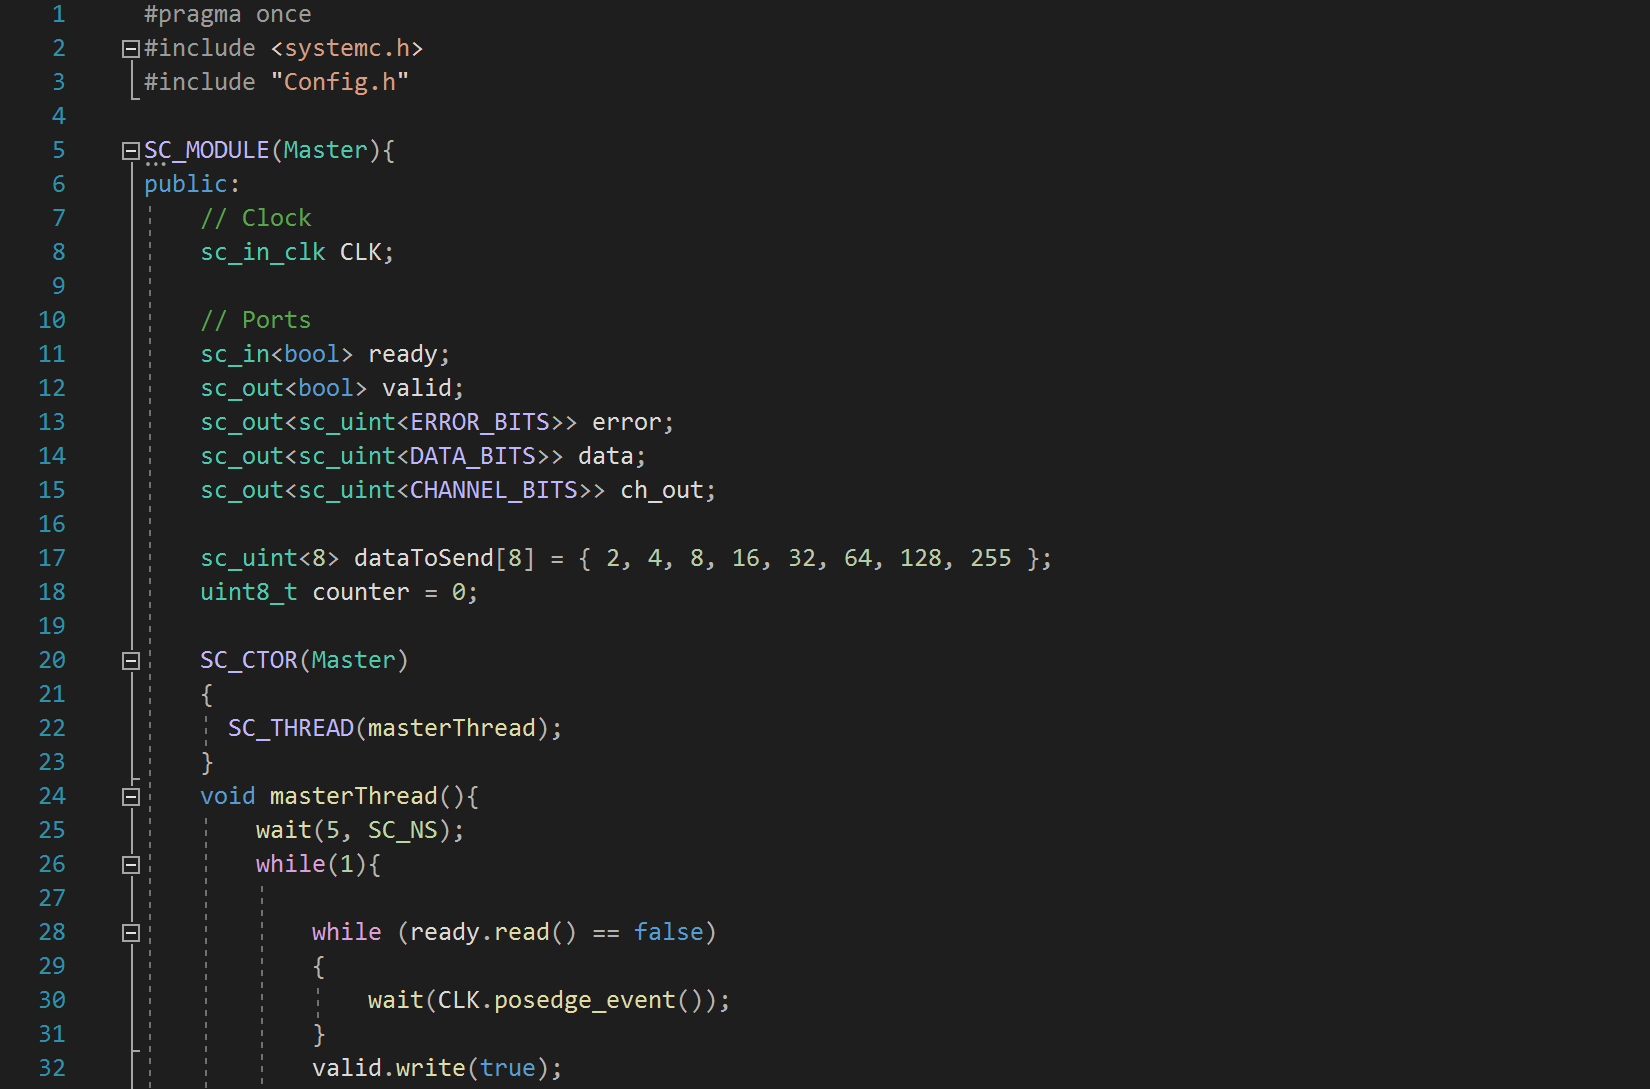 1 #pragma once
2 #include <systemc.h>
3 #include "Config.h"
4
5 SC_MODULE(Master){
6 public:
7     // Clock
8     sc_in_clk CLK;
9
10     // Ports
11     sc_in<bool> ready;
12     sc_out<bool> valid;
13     sc_out<sc_uint<ERROR_BITS>> error;
14     sc_out<sc_uint<DATA_BITS>> data;
15     sc_out<sc_uint<CHANNEL_BITS>> ch_out;
16
17     sc_uint<8> dataToSend[8] = { 2, 4, 8, 16, 32, 64, 128, 255 };
18     uint8_t counter = 0;
19
20     SC_CTOR(Master)
21     {
22       SC_THREAD(masterThread);
23     }
24     void masterThread(){
25         wait(5, SC_NS);
26         while(1){
27
28             while (ready.read() == false)
29             {
30                 wait(CLK.posedge_event());
31             }
32             valid.write(true);